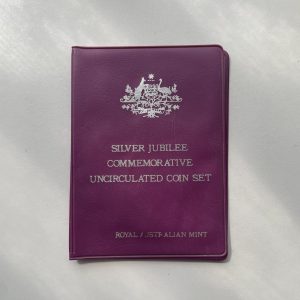 SILVER JUBILEE
COMMEMORATIVE
UNCIRCULATED COIN SET
ROYAL AUSTRALIAN MINT